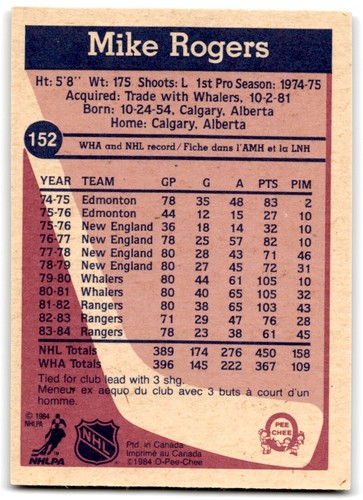 Mike Rogers
Ht: 5'8" Wt: 175 Shoots: L 1st Pro Season: 1974-75
Acquired: Trade with Whalers, 10-2-81
Born: 10-24-54, Calgary, Alberta
Home: Calgary, Alberta
152
WHA and NHL record/Fiche dans l'AMH et la LNH
YEAR TEAM GP G A PTS PIM
74-75 Edmonton 78 35 48 83 2
75-76 Edmonton 44 12 15 27 10
75-76 New England 36 18 14 32 10
76-77 New England 78 25 57 82 10
77-78 New England 80 28 43 71 46
78-79 New England 80 27 45 72 31
79-80 Whalers 80 44 61 105 10
80-81 Whalers 80 40 65 105 32
81-82 Rangers 80 38 65 103 43
82-83 Rangers 71 29 47 76 28
83-84 Rangers 78 23 38 61 45
NHL Totals 389 174 276 450 158
WHA Totals 396 145 222 367 109
Tied for club lead with 3 shg.
Meneur ex aequo du club avec 3 buts à court d'un
homme.
© 1984
NHLPA
NHLPA
NHL
Ptd. in Canada
Imprimé au Canada
©1984 O-Pee-Chee
O
PEE
CHEE